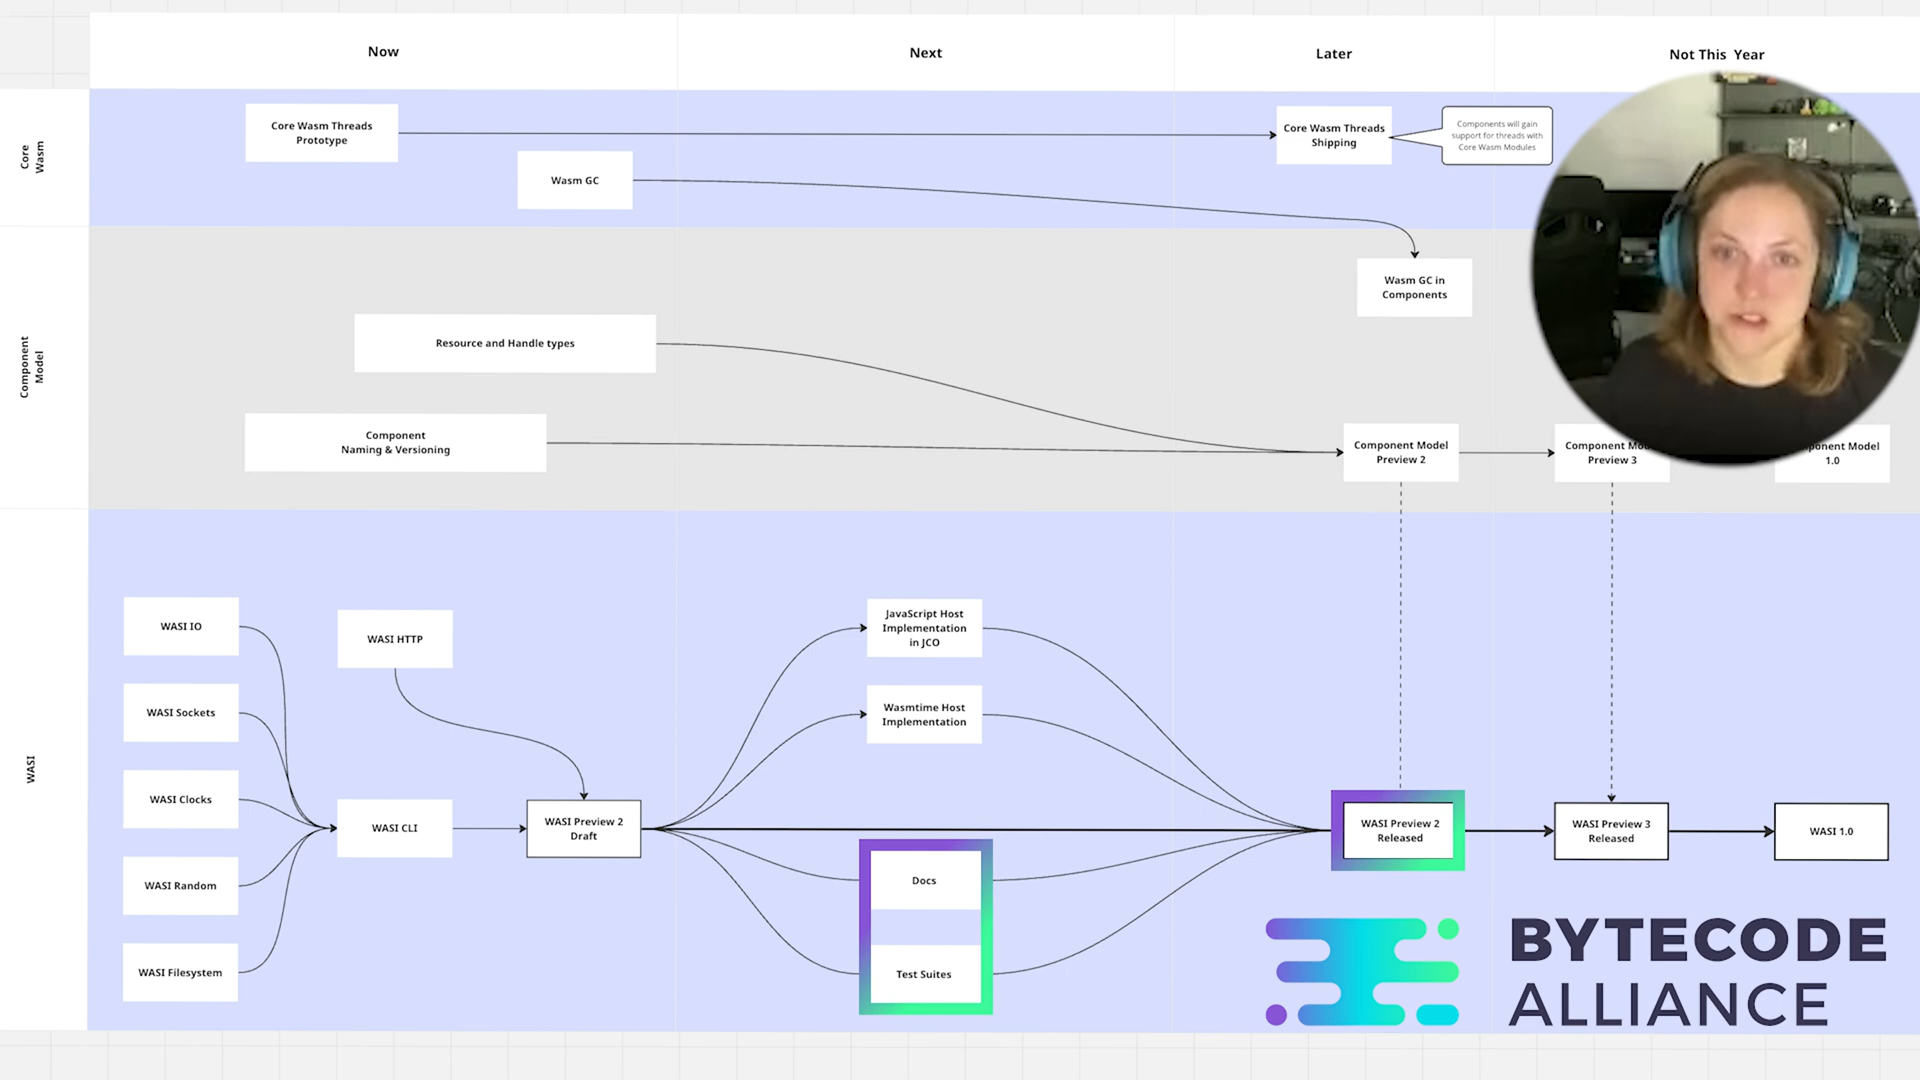 Now
Next
Later
Not This Year
Core
Wasm
Core Wasm Threads
Prototype
Core Wasm Threads
Shipping
Components will gain
support for threads with
Core Wasm Modules
Wasm GC
Wasm GC in
Components
Component
Model
Resource and Handle types
Component
Naming & Versioning
Component Model
Preview 2
Component
Preview 3
Model
1.0
WASI
WASI IO
WASI HTTP
WASI Sockets
WASI Clocks
WASI CLI
WASI Random
WASI Filesystem
WASI Preview 2
Draft
JavaScript Host
Implementation
in JCO
Wasmtime Host
Implementation
Docs
Test Suites
WASI Preview 2
Released
WASI Preview 3
Released
WASI 1.0
BYTECODE
ALLIANCE